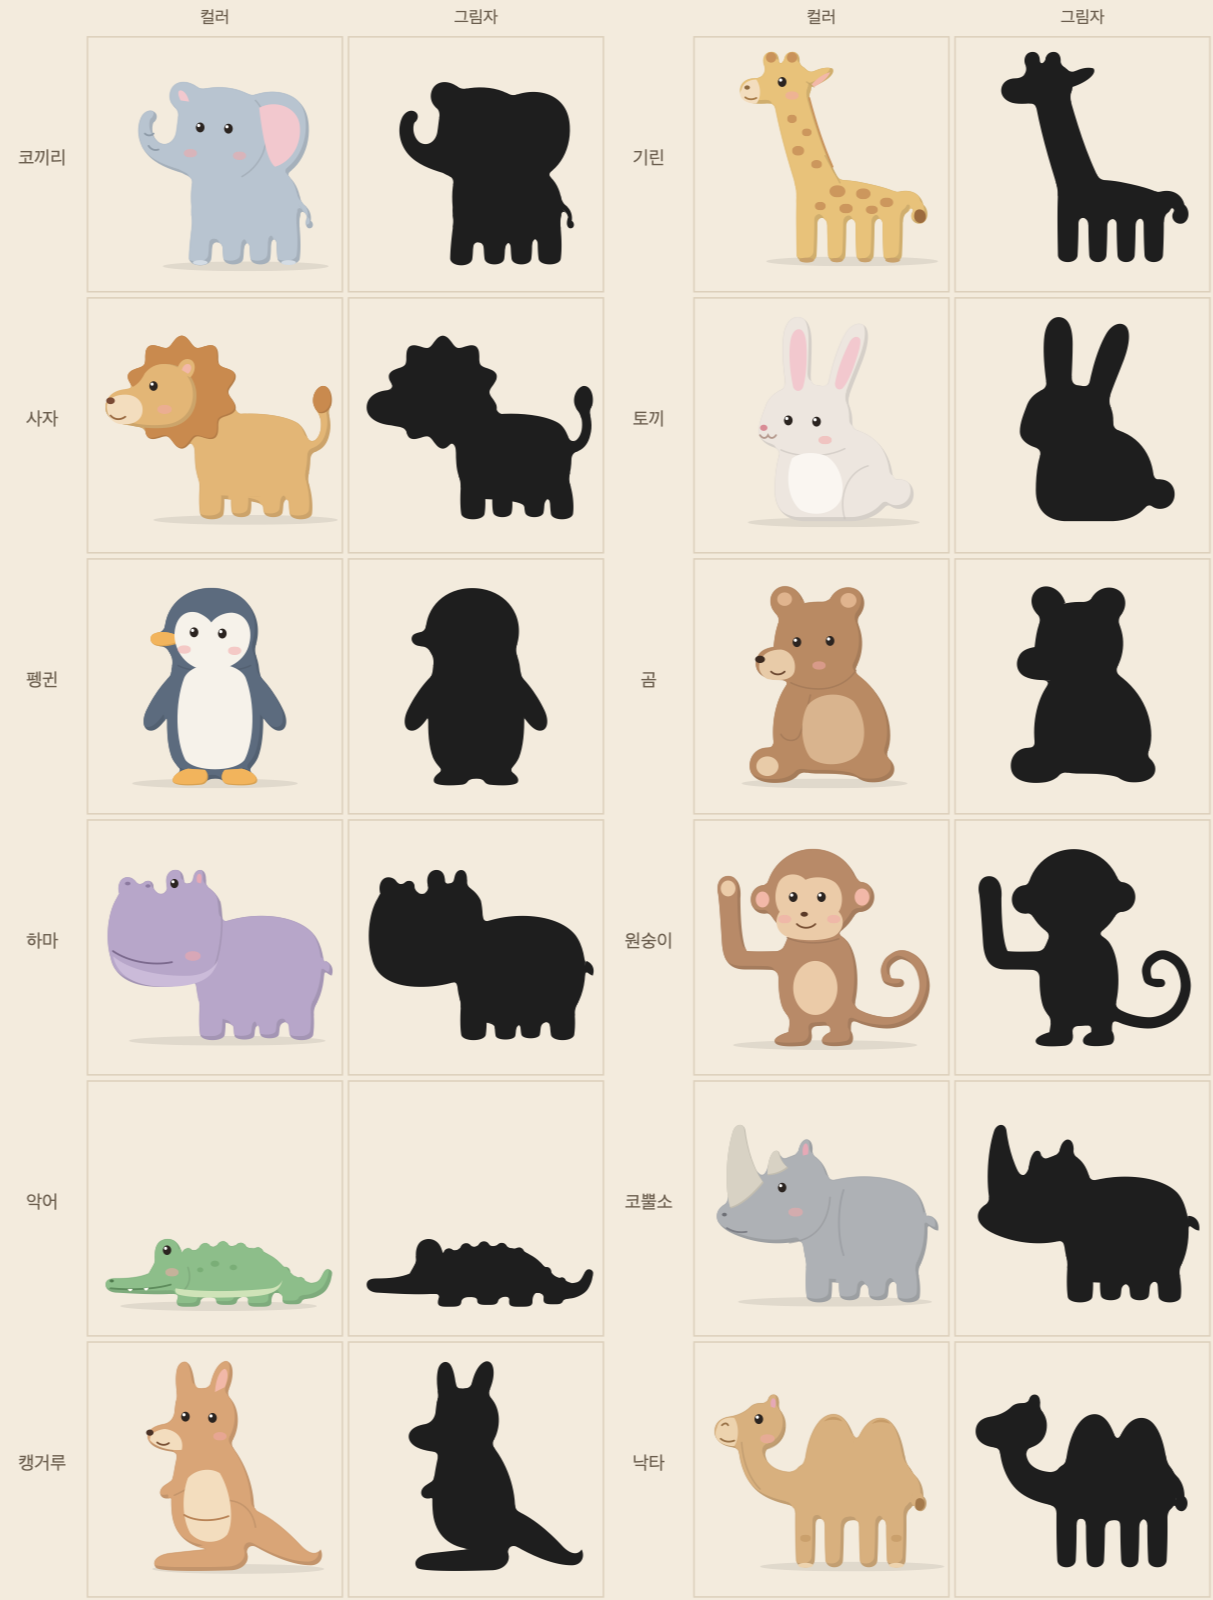 컬러 그림자 컬러 그림자
코끼리 기린
사자 토끼
펭귄 곰
하마 원숭이
악어 코뿔소
캥거루 낙타